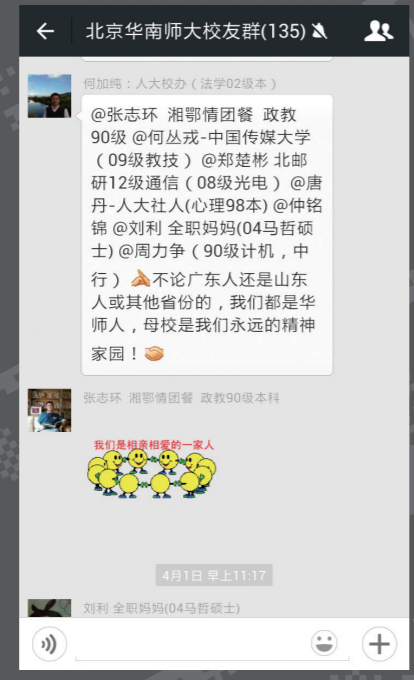 北京华南师大校友群(135)
何加纯：人大校办（法学02级本）
@张志环 湘鄂情团餐 政教
90级 @何丛戎-中国传媒大学
（09级教技）@郑楚彬 北邮
研12级通信（08级光电）@唐
丹-人大社人(心理98本) @仲铭
锦 @刘利 全职妈妈(04马哲硕
士) @周力争（90级计机，中
行）不论广东人还是山东
人或其他省份的，我们都是华
师人，母校是我们永远的精神
家园！
张志环 湘鄂情团餐 政教90级本科
我们是相亲相爱的一家人
4月1日 早上11:17
刘利 全职妈妈(04马哲硕士)